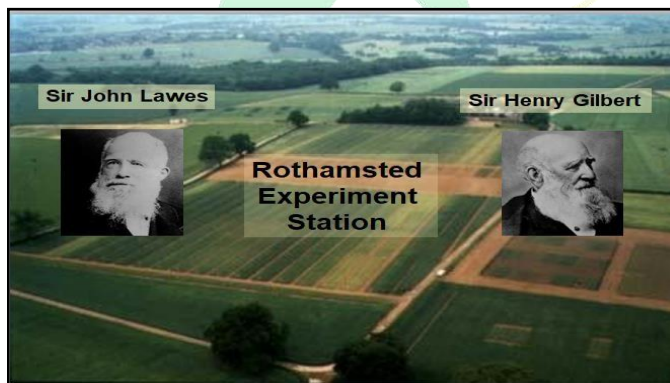 Sir John Lawes
Sir Henry Gilbert
Rothamsted
Experiment
Station